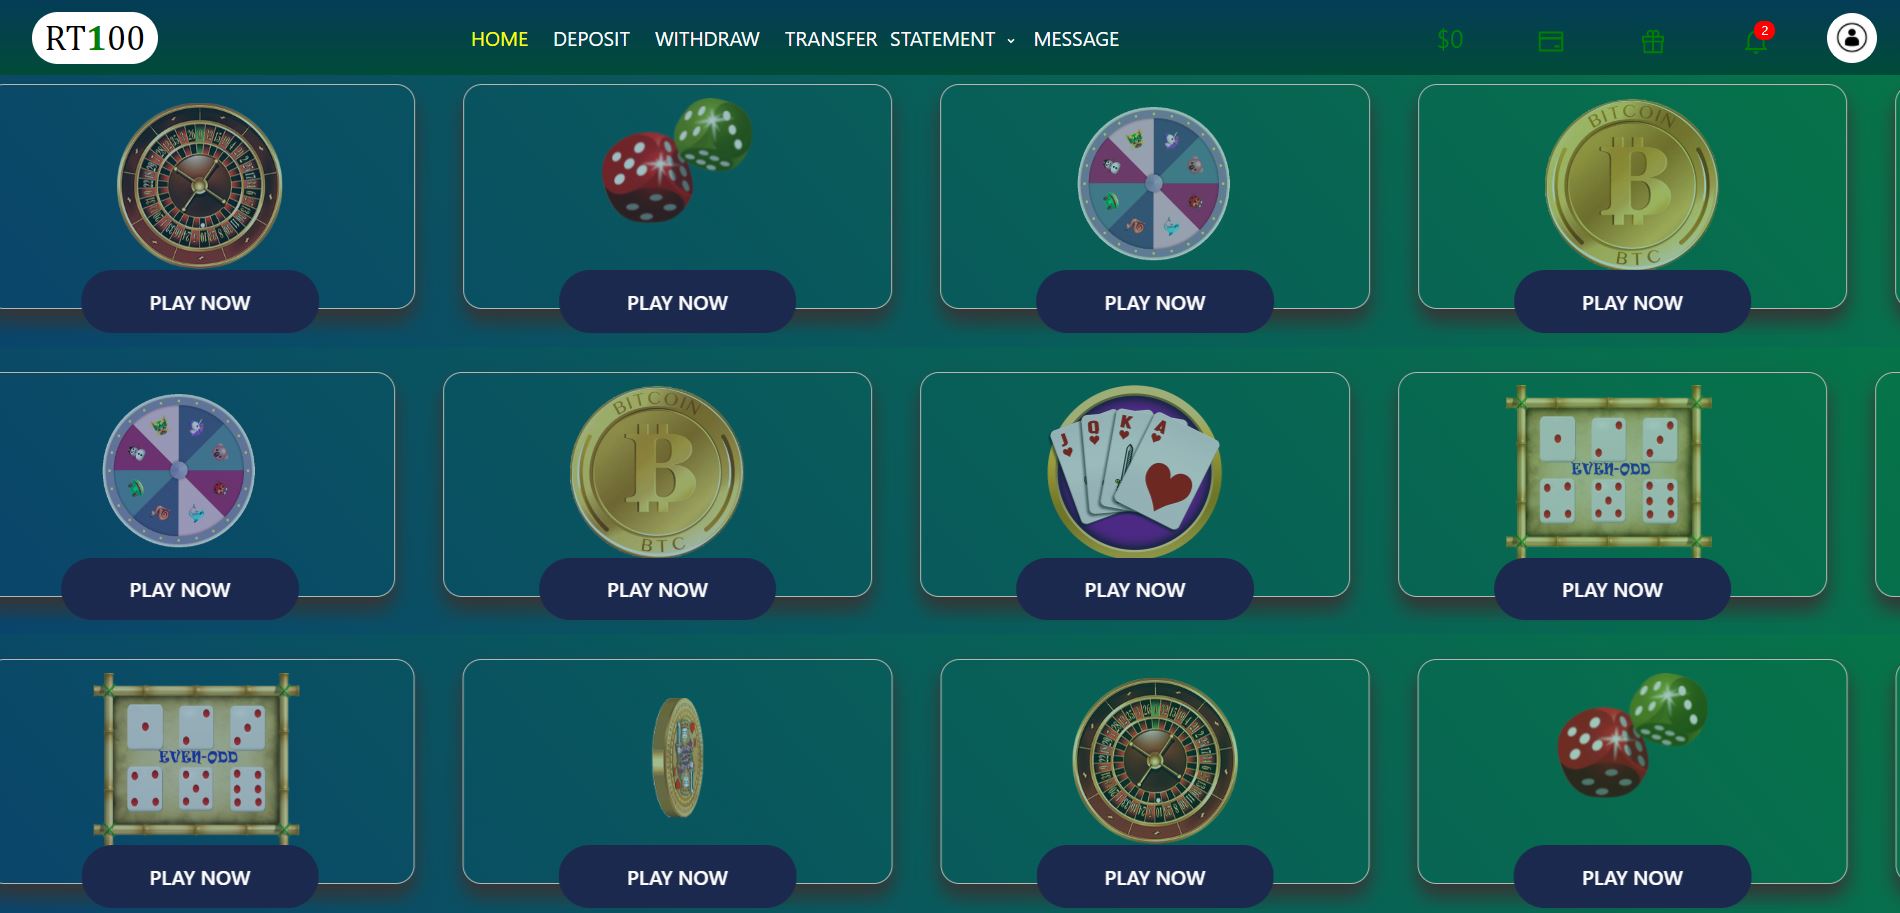 RT100
HOME DEPOSIT WITHDRAW TRANSFER STATEMENT MESSAGE
$0
2
BITCOIN
BTC
PLAY NOW PLAY NOW PLAY NOW PLAY NOW
BITCOIN
BTC
J Q K A
EVEN-ODD
PLAY NOW PLAY NOW PLAY NOW PLAY NOW
EVEN-ODD
PLAY NOW PLAY NOW PLAY NOW PLAY NOW